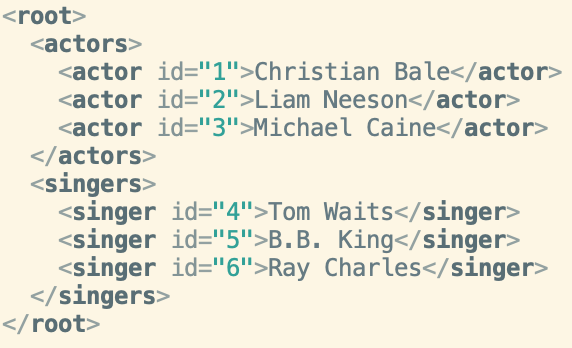 <root>
  <actors>
    <actor id="1">Christian Bale</actor>
    <actor id="2">Liam Neeson</actor>
    <actor id="3">Michael Caine</actor>
  </actors>
  <singers>
    <singer id="4">Tom Waits</singer>
    <singer id="5">B.B. King</singer>
    <singer id="6">Ray Charles</singer>
  </singers>
</root>